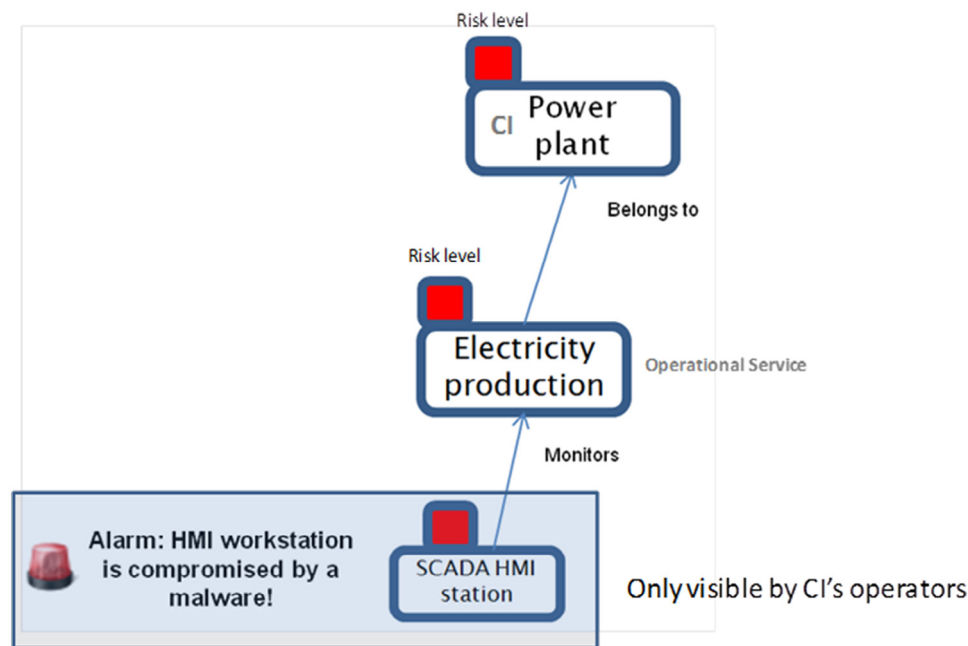 Risk level
CI
Power
plant
Belongs to
Risk level
Electricity
production
Operational Service
Monitors
Alarm: HMI workstation
is compromised by a
malware!
SCADA HMI
station
Only visible by CI's operators